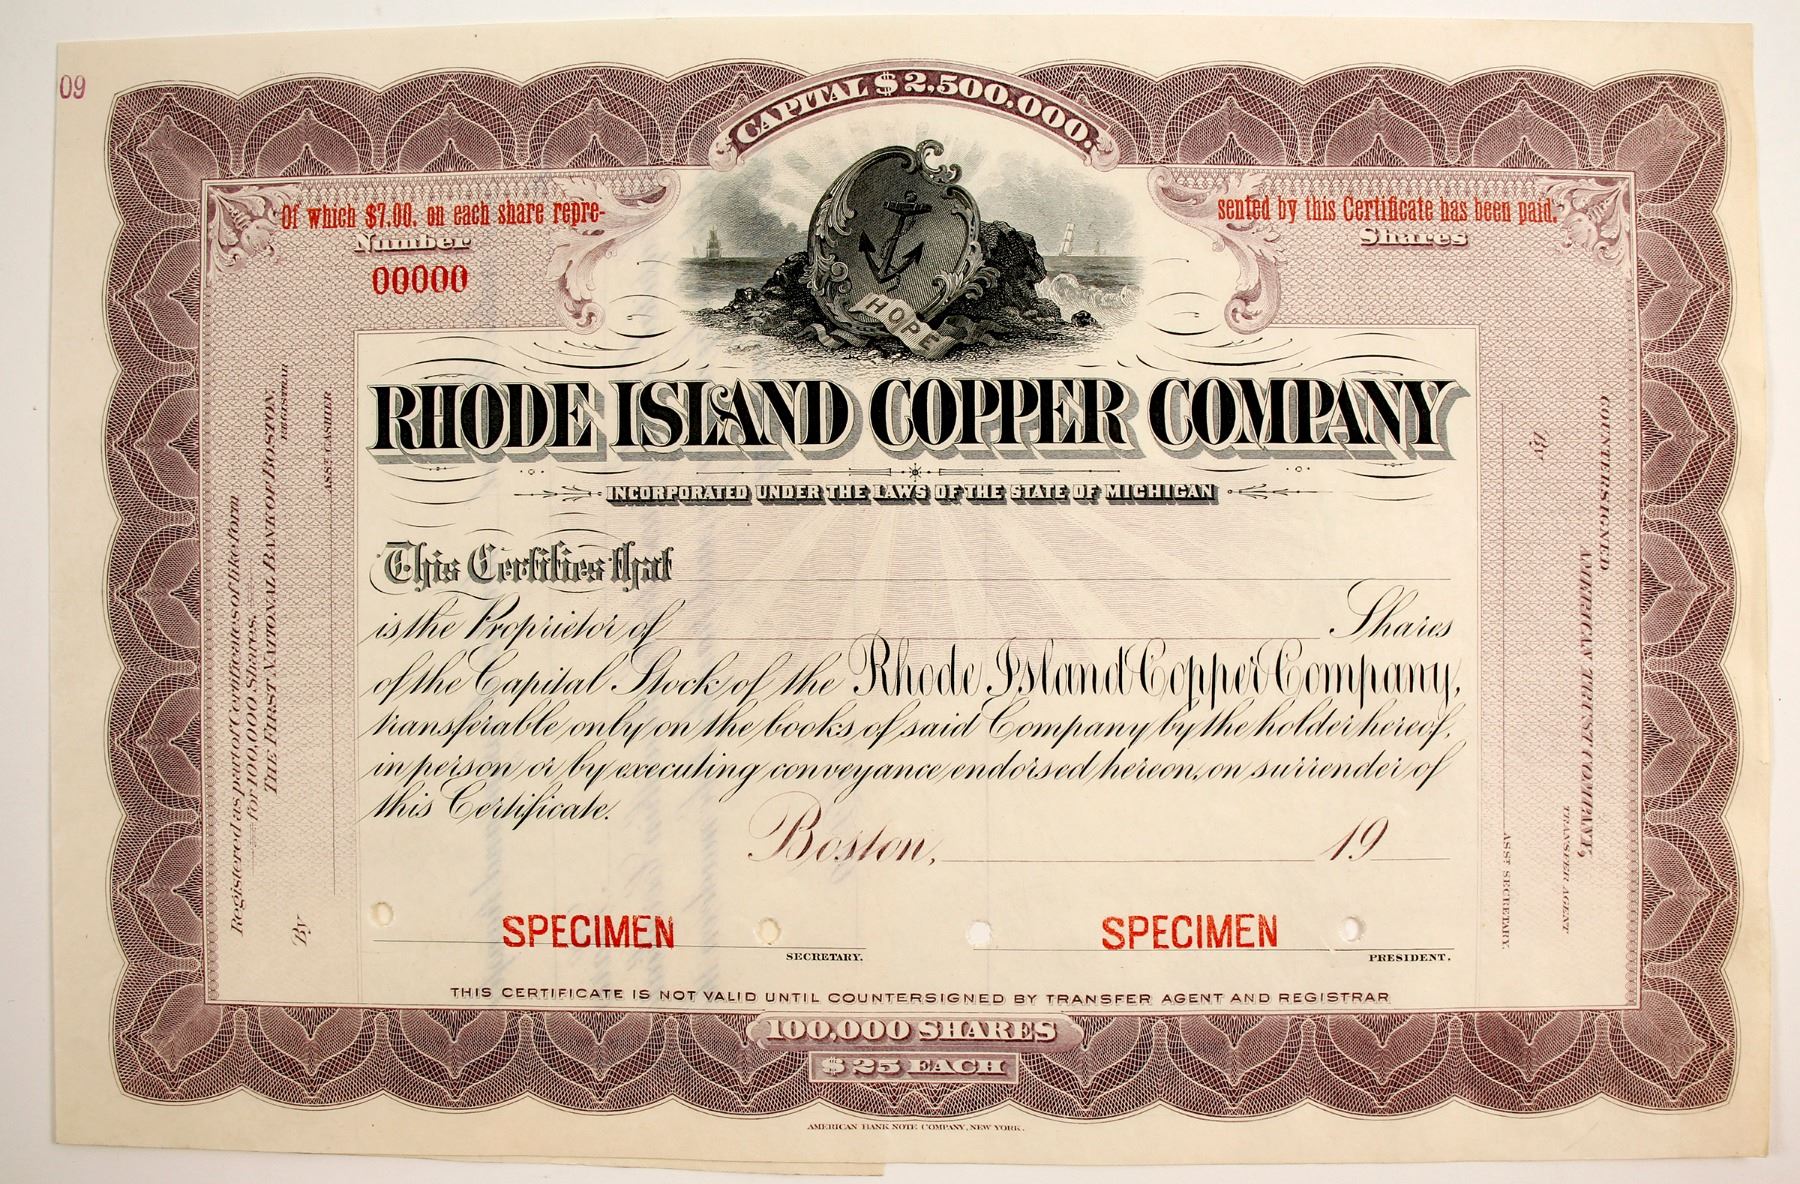 09
CAPITAL $2,500,000.
Of which $7.00. on each share repre-
sented by this Certificate has been paid.
Number
Shares
00000
HOPE
RHODE ISLAND COPPER COMPANY
INCORPORATED UNDER THE LAWS OF THE STATE OF MICHIGAN
This Certifies that
is the Proprietor of Shares
of the Capital Stock of the Rhode Island Copper Company,
transferable only on the books of said Company by the holder hereof,
in person or by executing conveyance endorsed hereon, on surrender of
this Certificate.
Boston, 19
SPECIMEN
SPECIMEN
SECRETARY.
PRESIDENT.
THIS CERTIFICATE IS NOT VALID UNTIL COUNTERSIGNED BY TRANSFER AGENT AND REGISTRAR
100,000 SHARES
$25 EACH
AMERICAN BANK NOTE COMPANY, NEW YORK.
Registered as part of Certificates of like form
for 100,000 Shares.
THE FIRST NATIONAL BANK OF BOSTON,
REGISTRAR
By
ASST CASHIER
COUNTERSIGNED
AMERICAN TRUST COMPANY,
TRANSFER AGENT
By
ASST SECRETARY.